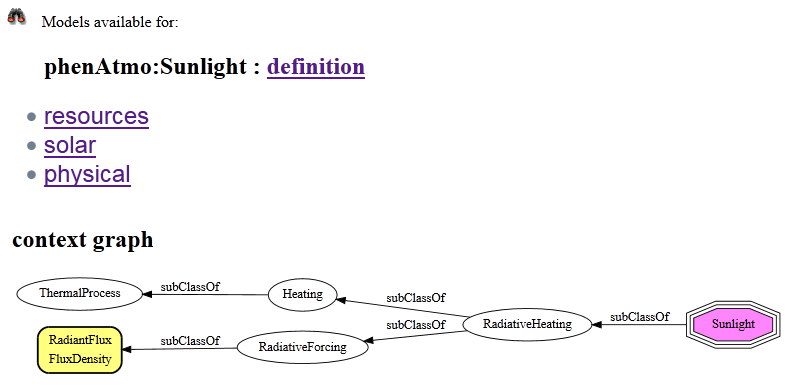 Models available for:
phenAtmo:Sunlight : definition
resources
solar
physical
context graph
ThermalProcess
subClassOf
Heating
subClassOf
RadiativeHeating
subClassOf
Sunlight
RadiantFlux
FluxDensity
subClassOf
RadiativeForcing
subClassOf